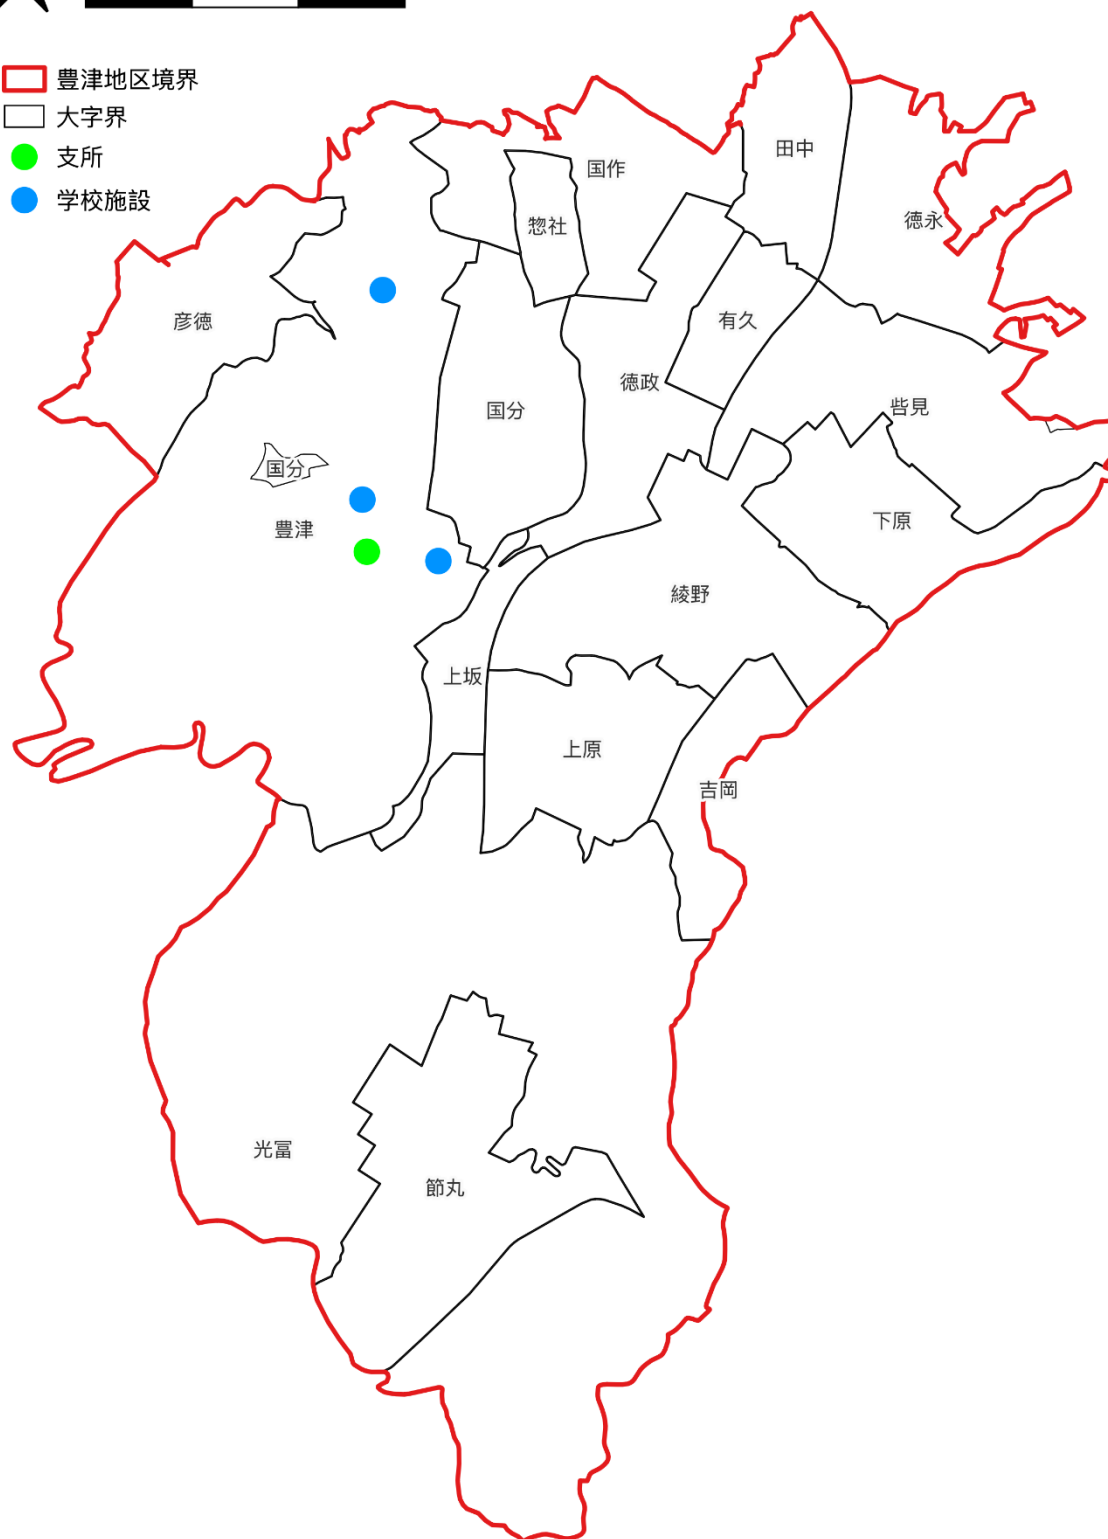 豊津地区境界
大字界
支所
学校施設
田中
国作
徳永
惣社
彦徳
有久
徳政
国分
呰見
国分
下原
豊津
綾野
上坂
上原
吉岡
光冨
節丸